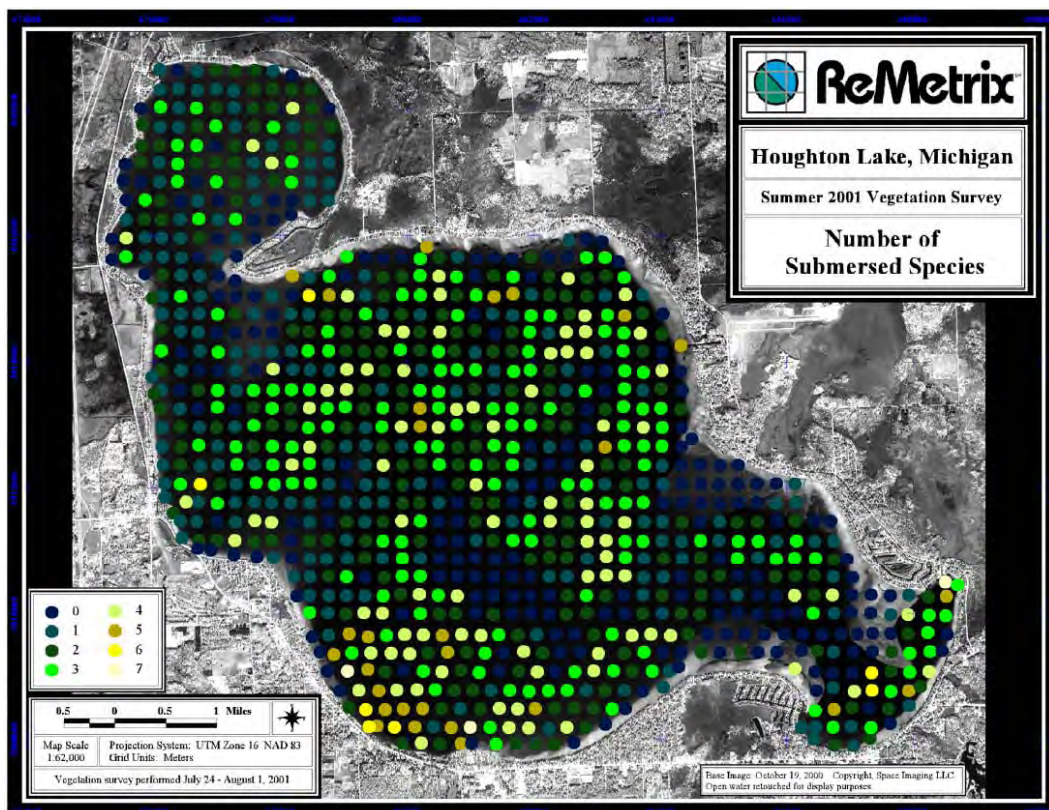 ReMetrix
Houghton Lake, Michigan
Summer 2001 Vegetation Survey
Number of
Submersed Species
0 4
1 5
2 6
3 7
0.5 0 0.5 1 Miles
Map Scale
1:62,000
Projection System: UTM Zone 16 NAD 83
Grid Units: Meters
Vegetation survey performed July 24 - August 1, 2001
Base Image: October 19, 2000 Copyright, Space Imaging LLC
Open water retouched for display purposes